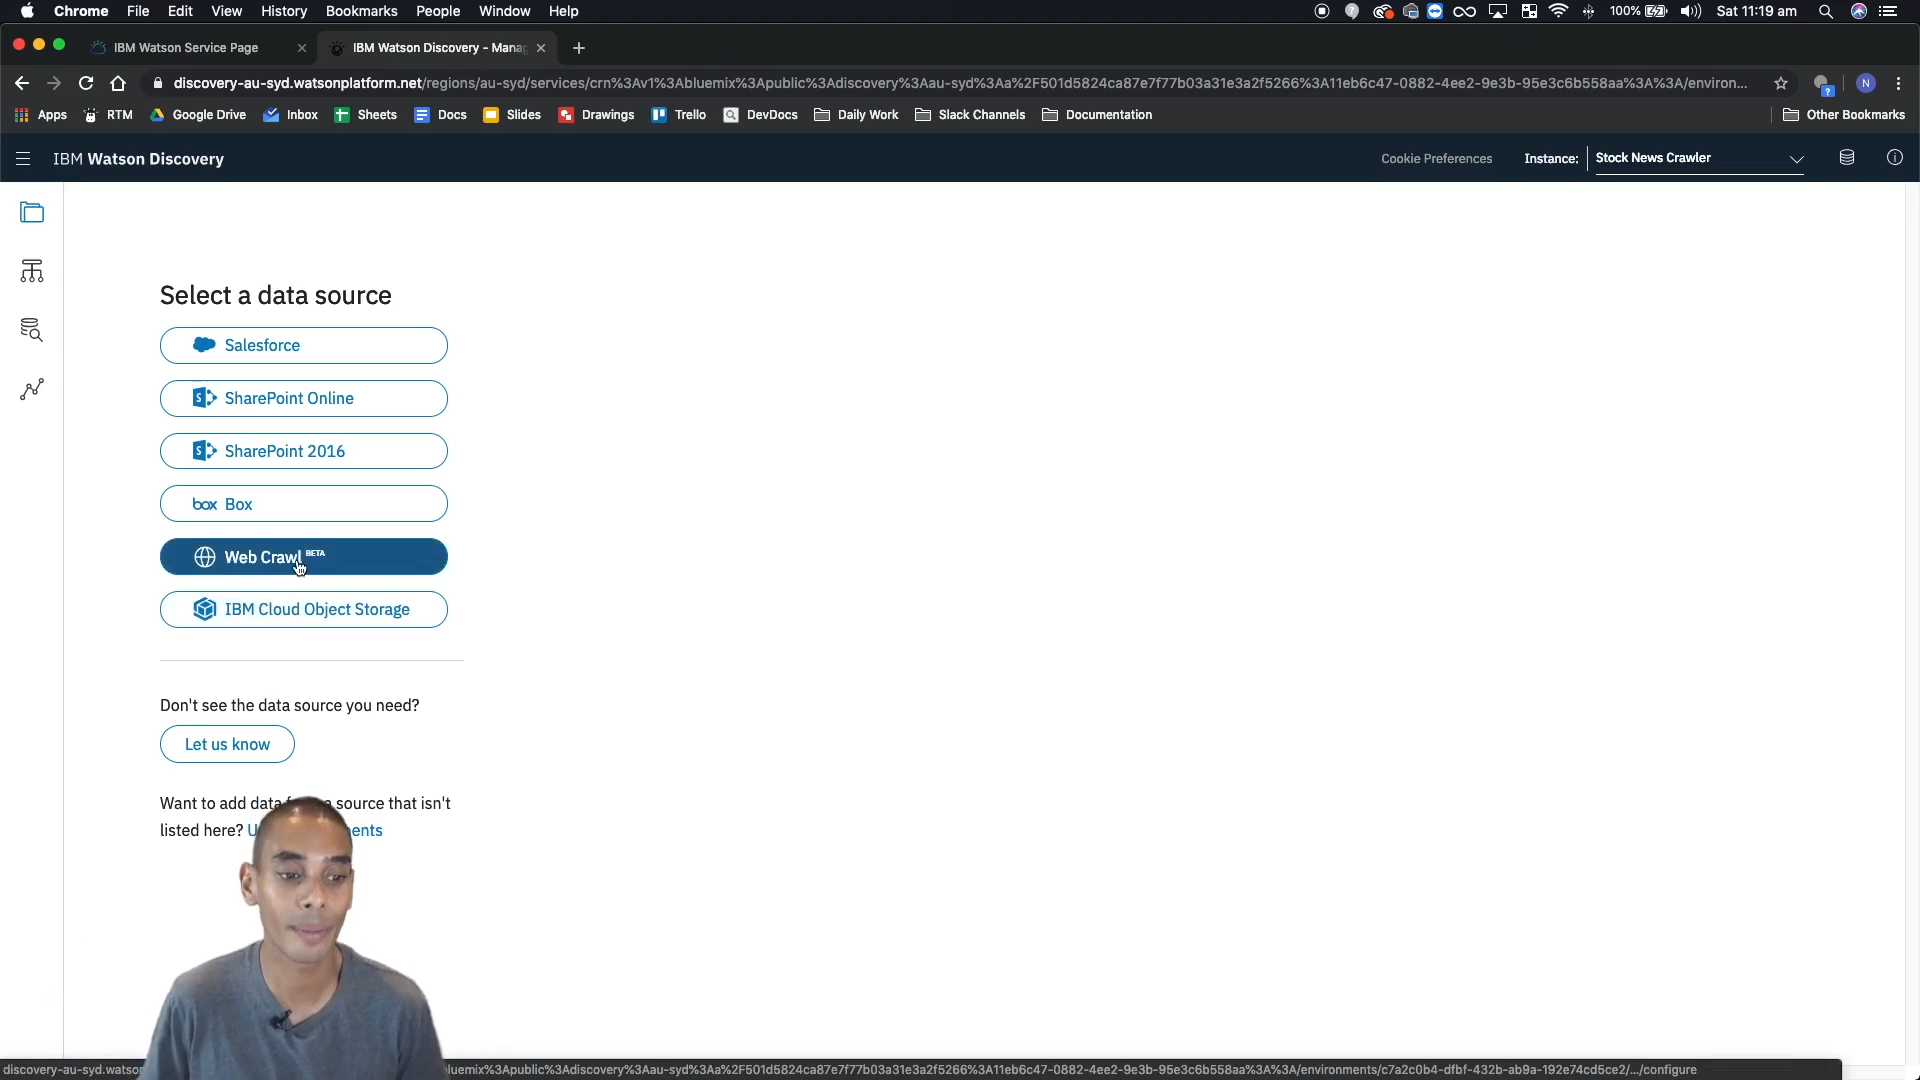 Chrome File Edit View History Bookmarks People Window Help 100% Sat 11:19 am
IBM Watson Service Page IBM Watson Discovery - Mana
discovery-au-syd.watsonplatform.net/regions/au-syd/services/crn%3Av1%3Abluemix%3Apublic%3Adiscovery%3Aau-syd%3Aa%2F501d5824ca87e7f77b03a31e3a2f5266%3A11eb6c47-0882-4ee2-9e3b-95e3c6b558aa%3A%3A/environ... N
Apps RTM Google Drive Inbox Sheets Docs Slides Drawings Trello DevDocs Daily Work Slack Channels Documentation Other Bookmarks
IBM Watson Discovery Cookie Preferences Instance: Stock News Crawler
Select a data source
Salesforce
SharePoint Online
SharePoint 2016
box Box
Web Crawl BETA
IBM Cloud Object Storage
Don't see the data source you need?
Let us know
Want to add data source that isn't
listed here?
discovery-au-syd.watson luemix%3Apublic%3Adiscovery%3Aau-syd%3Aa%2F501d5824ca87e7f77b03a31e3a2f5266%3A11eb6c47-0882-4ee2-9e3b-95e3c6b558aa%3A%3A/environments/c7a2c0b4-dfbf-432b-ab9a-192e74cd5ce2/.../configure